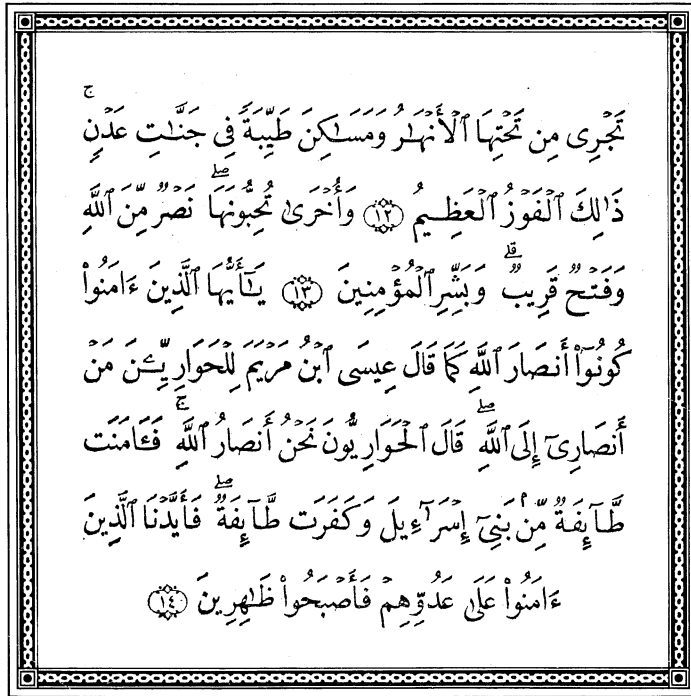 تَجْرِى مِن تَحْتِهَا ٱلْأَنْهَـٰرُ وَمَسَـٰكِنَ طَيِّبَةً فِى جَنَّـٰتِ عَدْنٍ ۚ
ذَٰلِكَ ٱلْفَوْزُ ٱلْعَظِيمُ ﴿١٢﴾ وَأُخْرَىٰ تُحِبُّونَهَا ۖ نَصْرٌ مِّنَ ٱللَّهِ
وَفَتْحٌ قَرِيبٌ ۗ وَبَشِّرِ ٱلْمُؤْمِنِينَ ﴿١٣﴾ يَـٰٓأَيُّهَا ٱلَّذِينَ ءَامَنُوا۟
كُونُوٓا۟ أَنصَارَ ٱللَّهِ كَمَا قَالَ عِيسَى ٱبْنُ مَرْيَمَ لِلْحَوَارِيِّـۧنَ مَنْ
أَنصَارِىٓ إِلَى ٱللَّهِ ۖ قَالَ ٱلْحَوَارِيُّونَ نَحْنُ أَنصَارُ ٱللَّهِ ۚ فَـَٔامَنَت
طَّآئِفَةٌ مِّنۢ بَنِىٓ إِسْرَٰٓءِيلَ وَكَفَرَت طَّآئِفَةٌ ۖ فَأَيَّدْنَا ٱلَّذِينَ
ءَامَنُوا۟ عَلَىٰ عَدُوِّهِمْ فَأَصْبَحُوا۟ ظَـٰهِرِينَ ﴿١٤﴾